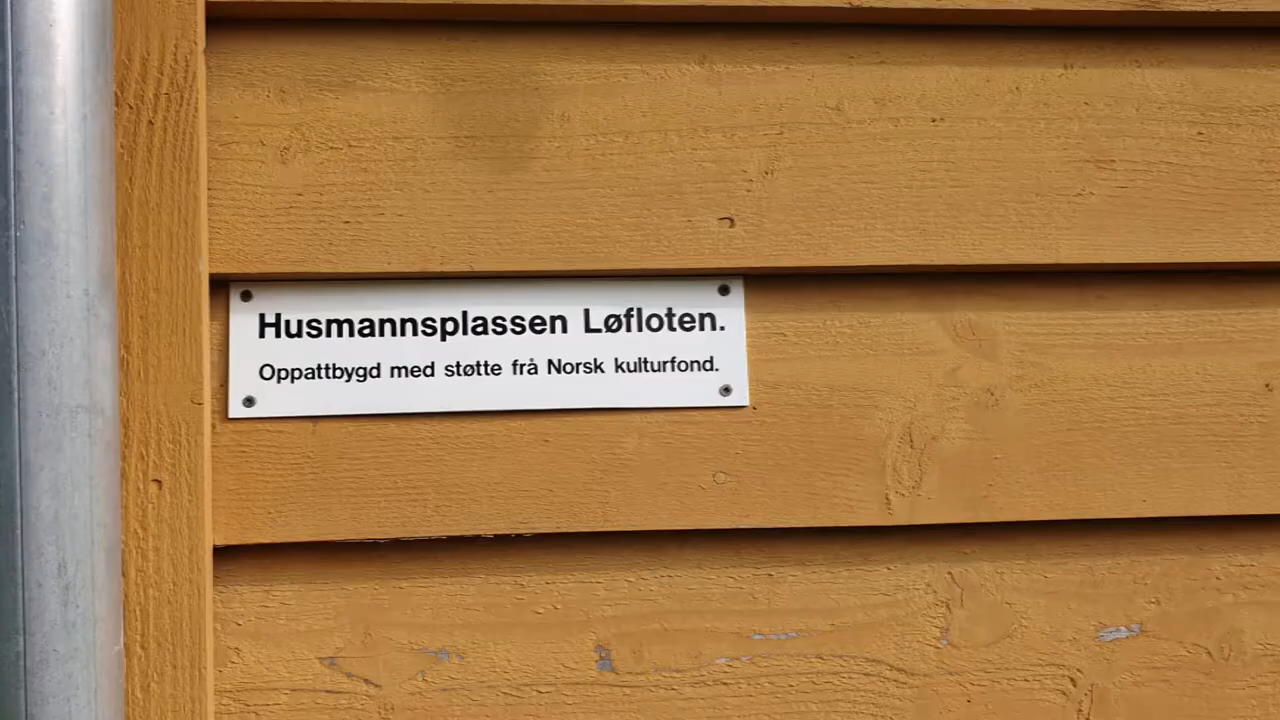 Husmannsplassen Løfloten.
Oppattbygd med støtte frå Norsk kulturfond.